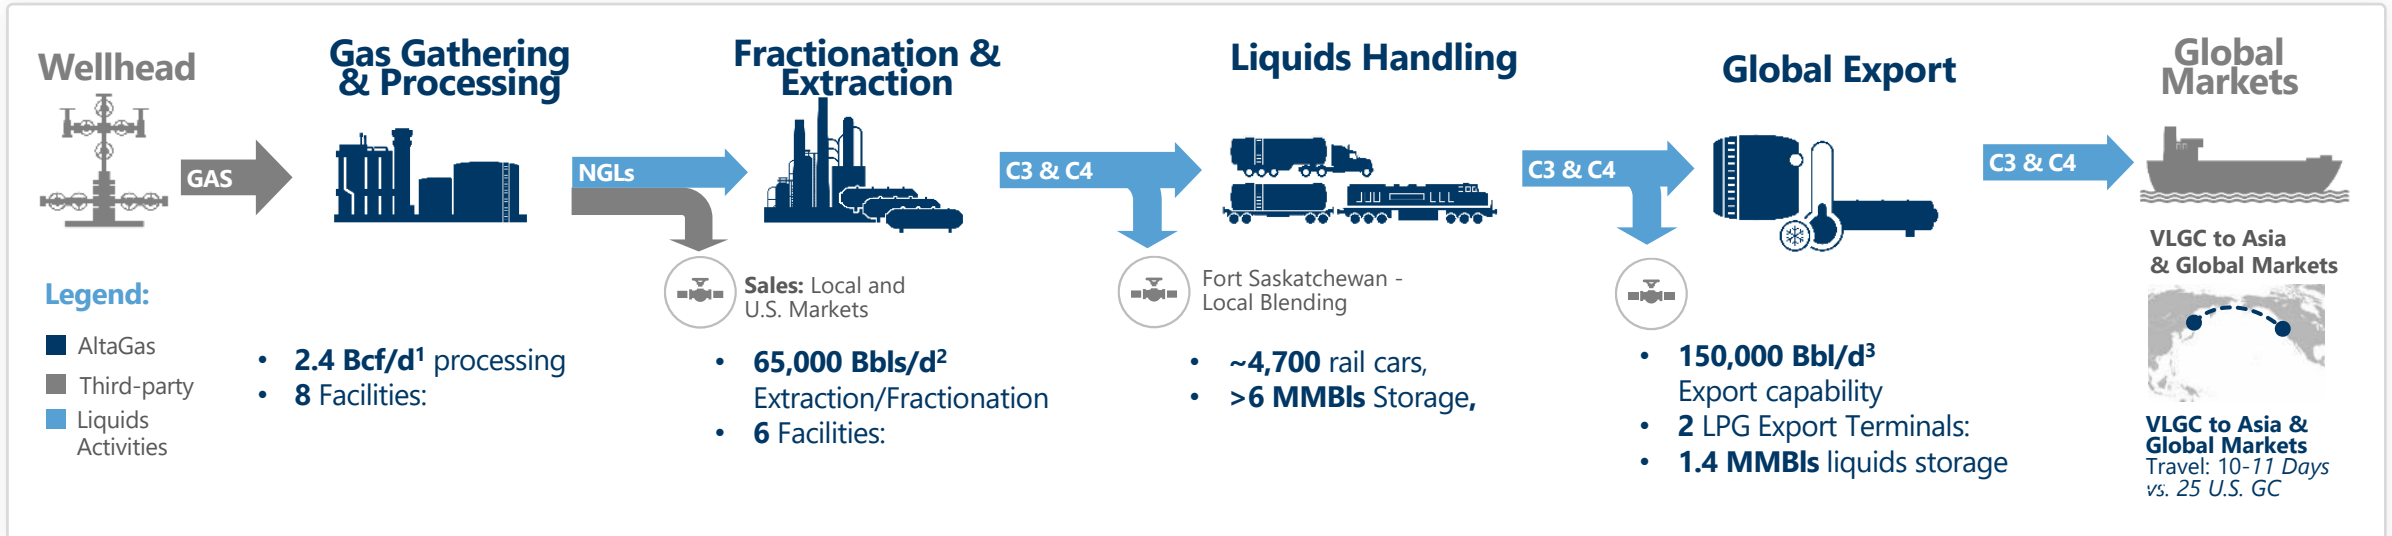 Wellhead
GAS
Gas Gathering
& Processing
NGLs
Fractionation &
Extraction
C3 & C4
Liquids Handling
C3 & C4
Global Export
C3 & C4
Global
Markets
Legend:
AltaGas
Third-party
Liquids
Activities
• 2.4 Bcf/d¹ processing
• 8 Facilities:
Sales: Local and
U.S. Markets
• 65,000 Bbls/d²
Extraction/Fractionation
• 6 Facilities:
Fort Saskatchewan -
Local Blending
• ~4,700 rail cars,
• >6 MMBls Storage,
• 150,000 Bbl/d³
Export capability
• 2 LPG Export Terminals:
• 1.4 MMBls liquids storage
VLGC to Asia
& Global Markets
VLGC to Asia &
Global Markets
Travel: 10-11 Days
vs. 25 U.S. GC